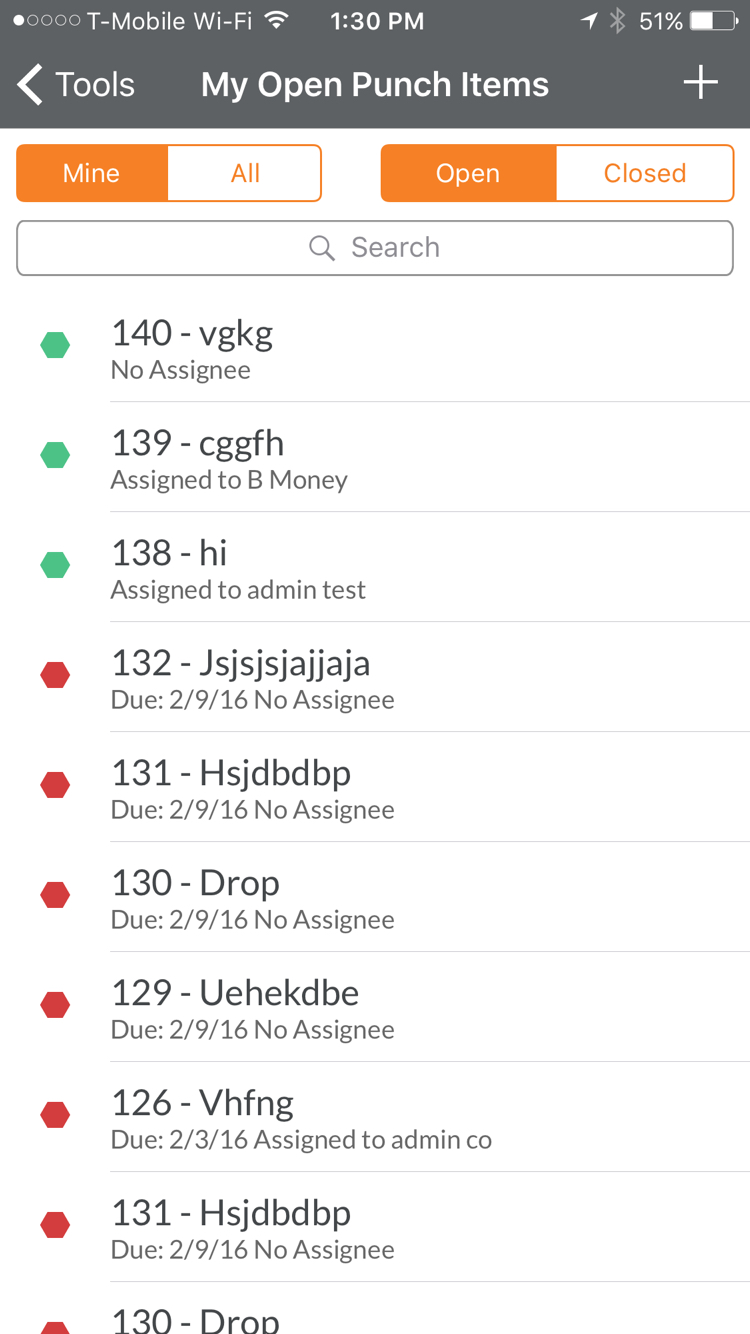 T-Mobile Wi-Fi 1:30 PM 51%
Tools My Open Punch Items +
Mine All Open Closed
Search
140 - vgkg
No Assignee
139 - cggfh
Assigned to B Money
138 - hi
Assigned to admin test
132 - Jsjsjsjajjaja
Due: 2/9/16 No Assignee
131 - Hsjdbdbp
Due: 2/9/16 No Assignee
130 - Drop
Due: 2/9/16 No Assignee
129 - Uehekdbe
Due: 2/9/16 No Assignee
126 - Vhfng
Due: 2/3/16 Assigned to admin co
131 - Hsjdbdbp
Due: 2/9/16 No Assignee
130 - Drop